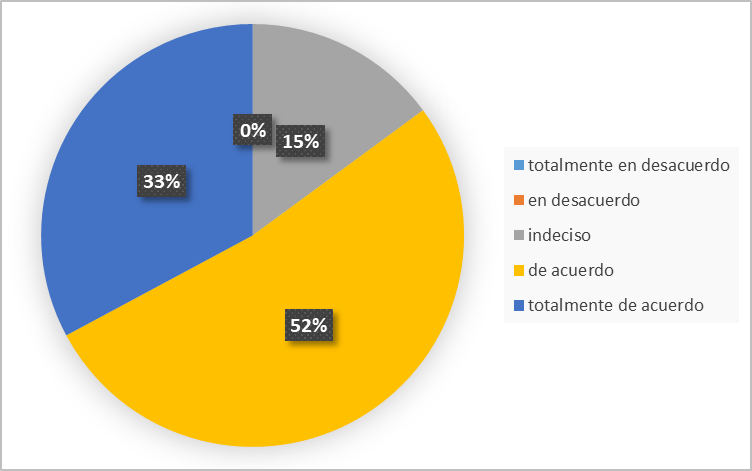 0%
15%
33%
52%
totalmente en desacuerdo
en desacuerdo
indeciso
de acuerdo
totalmente de acuerdo